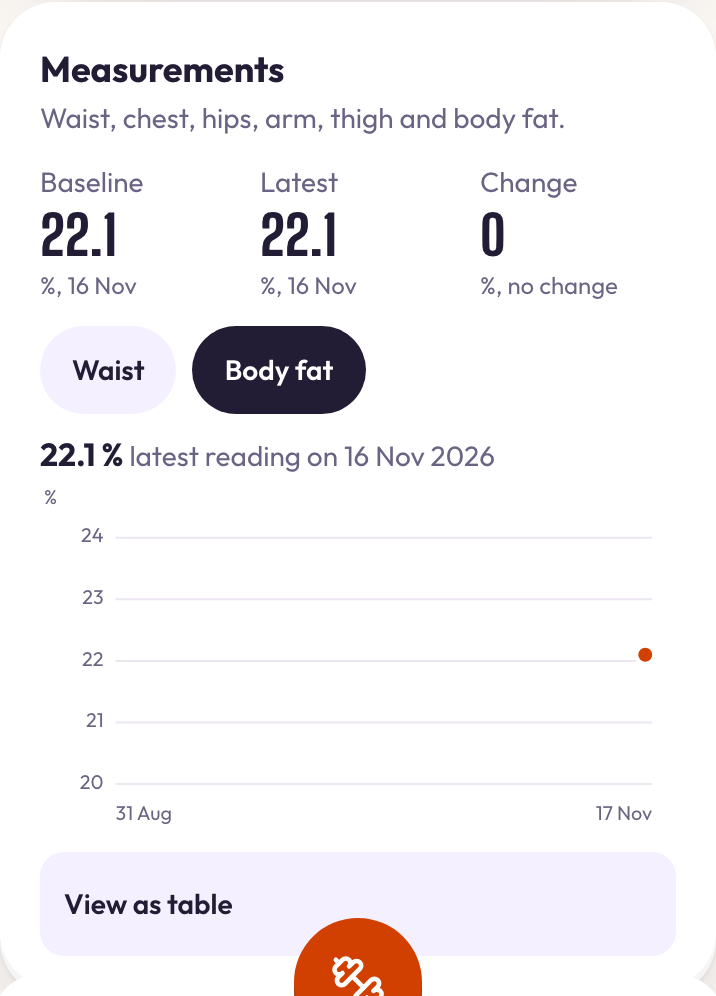 Measurements
Waist, chest, hips, arm, thigh and body fat.
Baseline Latest Change
22.1 22.1 0
%, 16 Nov %, 16 Nov %, no change
Waist Body fat
22.1 % latest reading on 16 Nov 2026
%
24
23
22
21
20
31 Aug 17 Nov
View as table